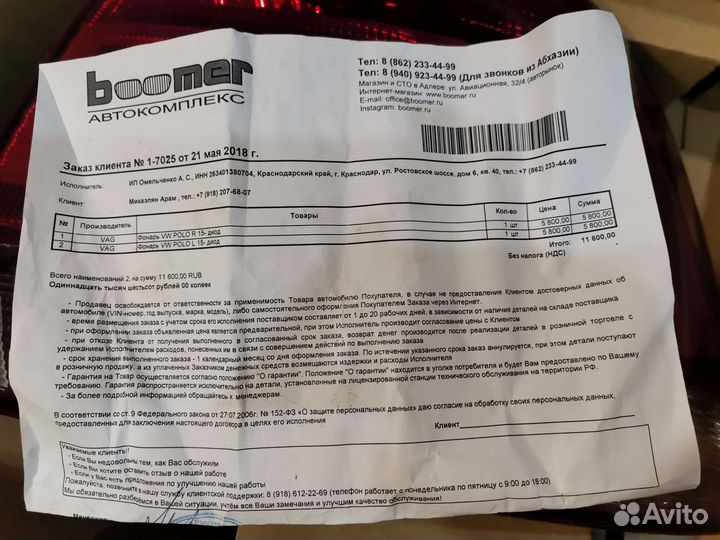 boomer
АВТОКОМПЛЕКС
Тел: 8 (862) 233-44-99
Тел: 8 (940) 923-44-99 (Для звонков из Абхазии)
Магазин и СТО в Адлере: ул. Авиационная, 32/4 (авторынок)
Интернет-магазин: www.boomer.ru
E-mail: office@boomer.ru
Instagram: boomer.ru
Заказ клиента № 1-7025 от 21 мая 2018 г.
Исполнитель: ИП Омельченко А. С., ИНН 263401380704, Краснодарский край, г. Краснодар, ул. Ростовское шоссе, дом 6, кв. 40, тел.: +7 (862) 233-44-99
Клиент: Микаэлян Арам , тел.: +7 (918) 207-68-07
№ Производитель Товары Кол-во Цена Сумма
1 VAG Фонарь VW POLO R 15- диод 1 шт 5 800,00 5 800,00
2 VAG Фонарь VW POLO L 15- диод 1 шт 5 800,00 5 800,00
Итого: 11 600,00
Без налога (НДС)
Всего наименований 2, на сумму 11 600,00 RUB
Одиннадцать тысяч шестьсот рублей 00 копеек
- Продавец освобождается от ответственности за применимость Товара автомобилю Покупателя, в случае не предоставления Клиентом достоверных данных об
автомобиле (VIN-номер, год выпуска, марка, модель), либо самостоятельного оформления Покупателем Заказа через Интернет.
- время размещения заказа с учетом срока его исполнения поставщиком составляет от 1 до 20 рабочих дней, в зависимости от наличия деталей на складе поставщика
- при оформлении заказа объявленная цена является предварительной, при этом Исполнитель производит согласование цены с Клиентом
- при отказе Клиента от получения выполненного в согласованный срок заказа, возврат денег производится после реализации детали в розничной торговле с
удержанием Исполнителем расходов, понесенных им в связи с совершением действий по выполнению заказа
- срок хранения выполненного заказа - 1 календарный месяц со дня оформления заказа. По истечении указанного срока заказ аннулируется, при этом детали поступают
в розничную продажу, а из уплаченных Заказчиком денежных средств возмещаются издержки и расходы Исполнителя
- Гарантия на Товар осуществляется согласно положению "О гарантии". Положение "О гарантии" находится в уголке потребителя и будет Вам предоставлено по Вашему
требованию. Гарантия распространяется исключительно на детали, установленные на лицензированной станции технического обслуживания на территории РФ.
- За более подробной информацией обращайтесь к менеджерам.
В соответствии со ст. 9 Федерального закона от 27.07.2006г. № 152-ФЗ «О защите персональных данных» даю согласие на обработку своих персональных данных,
предоставленных для заключения настоящего договора в целях его исполнения
Клиент
Уважаемые клиенты!
- Если Вы недовольны тем, как Вас обслужили
- Если Вы хотите оставить отзыв о нашей работе
- Если у Вас есть предложения по улучшению нашей работы
Пожалуйста, позвоните в нашу службу клиентской поддержки: 8 (918) 612-22-69 (телефон работает с понедельника по пятницу с 9:00 до 18:00)
Мы обязательно разберемся в Вашей ситуации, учтём все Ваши замечания и улучшим качество обслуживания!
Avito